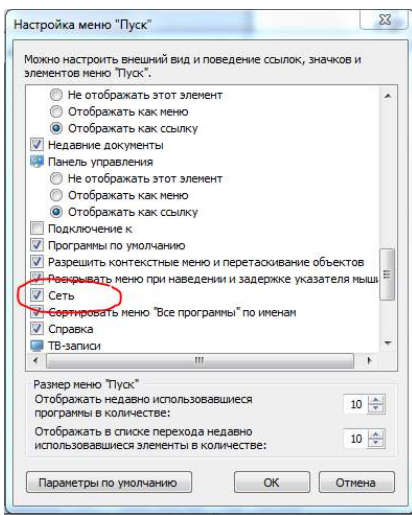 Настройка меню "Пуск"
Можно настроить внешний вид и поведение ссылок, значков и
элементов меню "Пуск".
Не отображать этот элемент
Отображать как меню
Отображать как ссылку
Недавние документы
Панель управления
Не отображать этот элемент
Отображать как меню
Отображать как ссылку
Подключение к
Программы по умолчанию
Разрешить контекстные меню и перетаскивание объектов
Раскрывать меню при наведении и задержке указателя мыши
Сеть
Сортировать меню "Все программы" по именам
Справка
ТВ-записи
Размер меню "Пуск"
Отображать недавно использовавшиеся
программы в количестве:
10
Отображать в списке перехода недавно
использовавшиеся элементы в количестве:
10
Параметры по умолчанию
ОК
Отмена